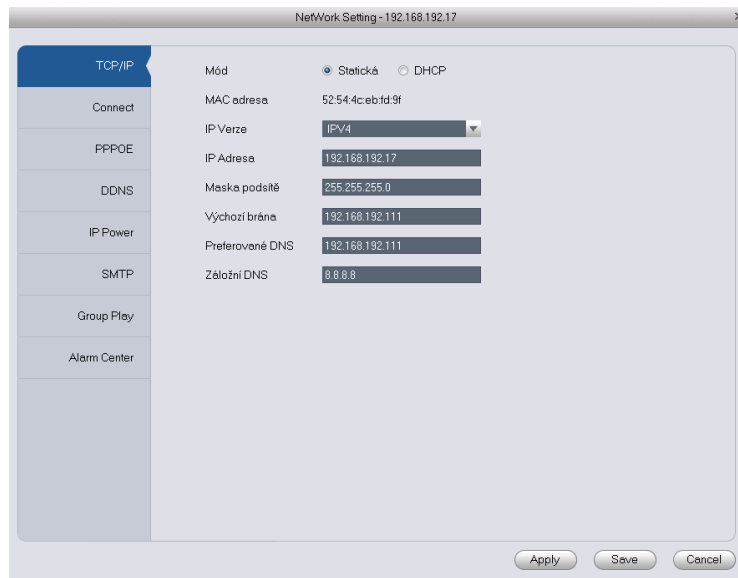 NetWork Setting - 192.168.192.17
TCP/IP
Connect
PPPOE
DDNS
IP Power
SMTP
Group Play
Alarm Center
Mód Statická DHCP
MAC adresa 52:54:4c:eb:fd:9f
IP Verze IPV4
IP Adresa 192.168.192.17
Maska podsítě 255.255.255.0
Výchozí brána 192.168.192.111
Preferované DNS 192.168.192.111
Záložní DNS 8.8.8.8
Apply Save Cancel